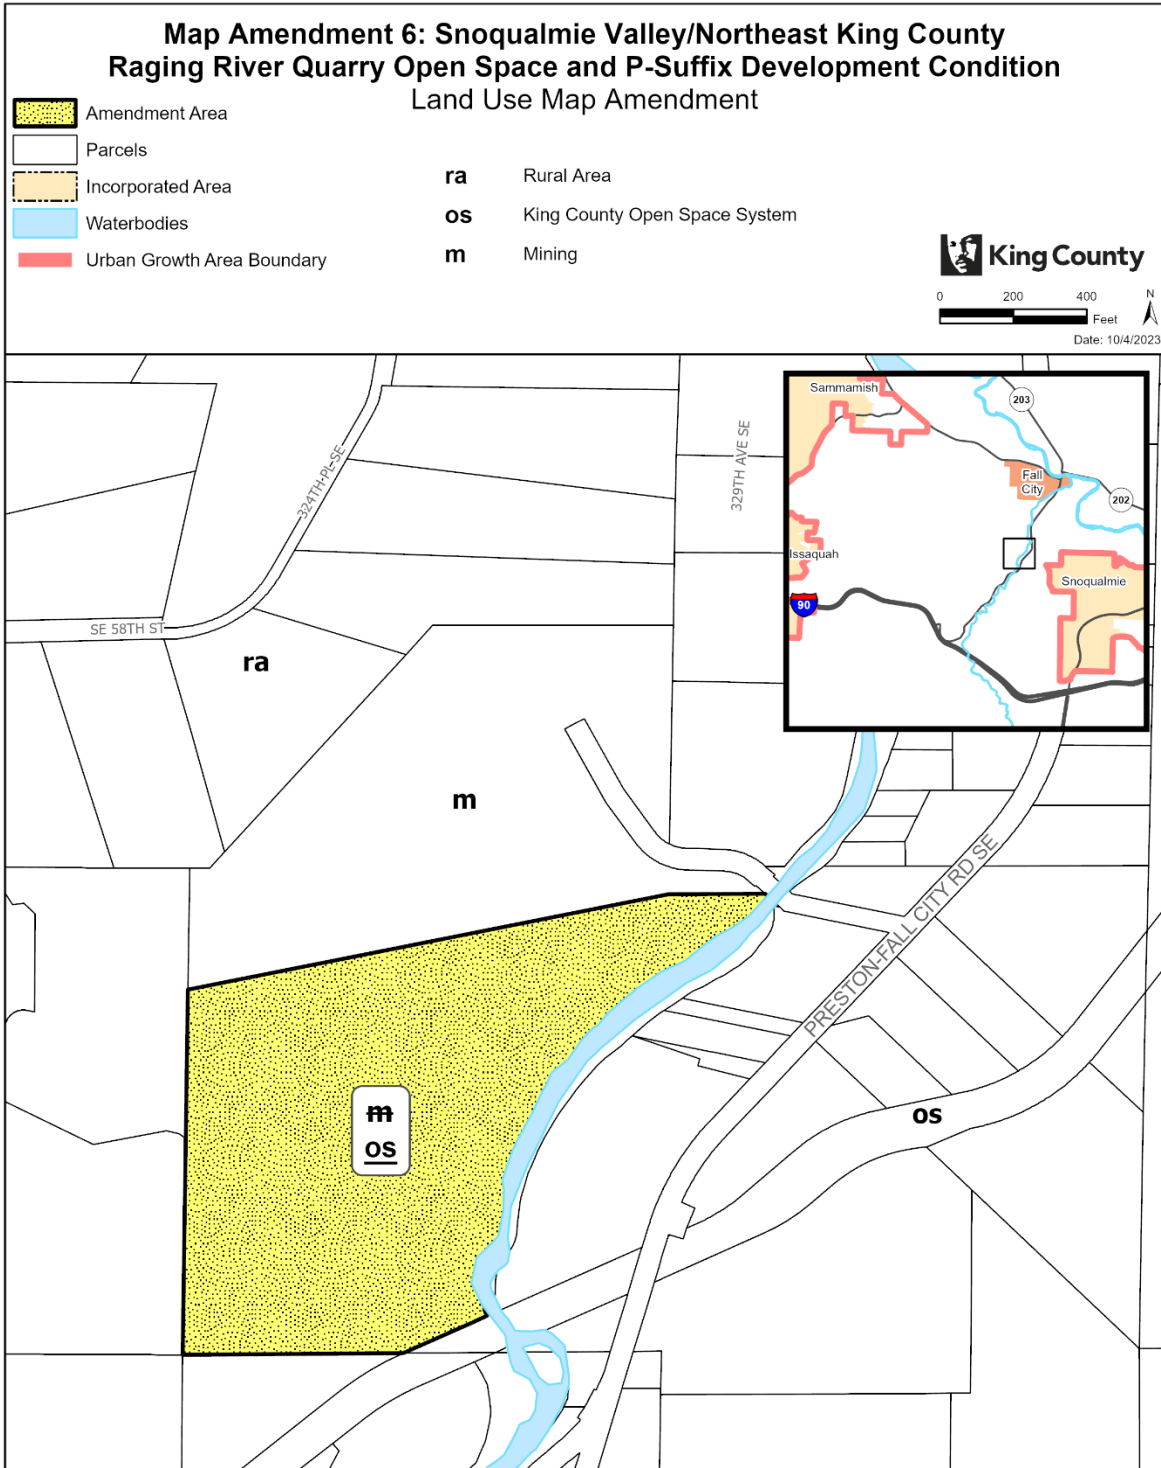 Map Amendment 6: Snoqualmie Valley/Northeast King County
Raging River Quarry Open Space and P-Suffix Development Condition
Land Use Map Amendment
Amendment Area
Parcels
Incorporated Area
Waterbodies
Urban Growth Area Boundary
ra Rural Area
os King County Open Space System
m Mining
King County
0 200 400
Feet
N
Date: 10/4/2023
Sammamish
203
Fall
City
202
Issaquah
Snoqualmie
90
324TH PL SE
329TH AVE SE
SE 58TH ST
ra
m
PRESTON-FALL CITY RD SE
m
os
os